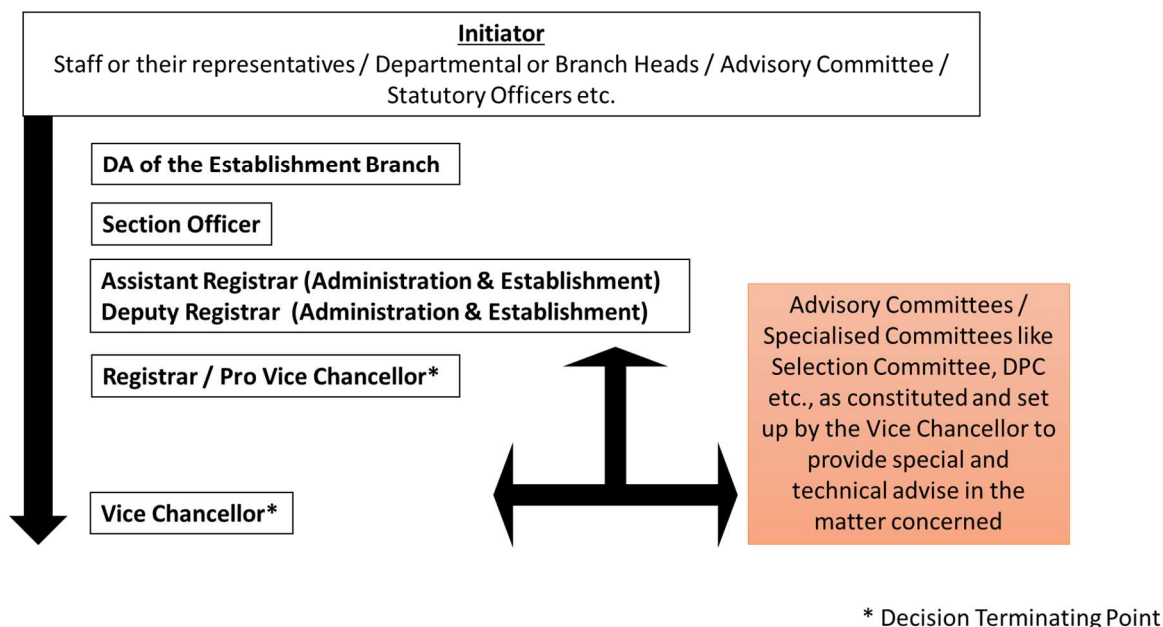 Initiator
Staff or their representatives / Departmental or Branch Heads / Advisory Committee /
Statutory Officers etc.
DA of the Establishment Branch
Section Officer
Assistant Registrar (Administration & Establishment)
Deputy Registrar  (Administration & Establishment)
Registrar / Pro Vice Chancellor*
Vice Chancellor*
Advisory Committees /
Specialised Committees like
Selection Committee, DPC
etc., as constituted and set
up by the Vice Chancellor to
provide special and
technical advise in the
matter concerned
* Decision Terminating Point